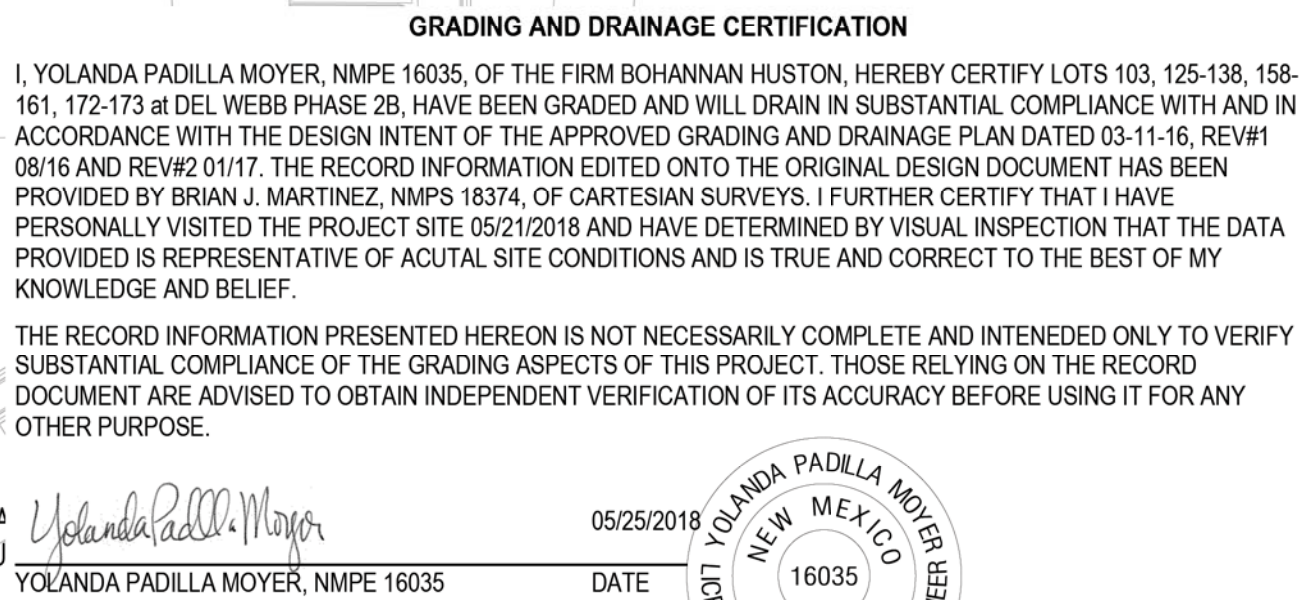 GRADING AND DRAINAGE CERTIFICATION
I, YOLANDA PADILLA MOYER, NMPE 16035, OF THE FIRM BOHANNAN HUSTON, HEREBY CERTIFY LOTS 103, 125-138, 158-
161, 172-173 at DEL WEBB PHASE 2B, HAVE BEEN GRADED AND WILL DRAIN IN SUBSTANTIAL COMPLIANCE WITH AND IN
ACCORDANCE WITH THE DESIGN INTENT OF THE APPROVED GRADING AND DRAINAGE PLAN DATED 03-11-16, REV#1
08/16 AND REV#2 01/17. THE RECORD INFORMATION EDITED ONTO THE ORIGINAL DESIGN DOCUMENT HAS BEEN
PROVIDED BY BRIAN J. MARTINEZ, NMPS 18374, OF CARTESIAN SURVEYS. I FURTHER CERTIFY THAT I HAVE
PERSONALLY VISITED THE PROJECT SITE 05/21/2018 AND HAVE DETERMINED BY VISUAL INSPECTION THAT THE DATA
PROVIDED IS REPRESENTATIVE OF ACUTAL SITE CONDITIONS AND IS TRUE AND CORRECT TO THE BEST OF MY
KNOWLEDGE AND BELIEF.
THE RECORD INFORMATION PRESENTED HEREON IS NOT NECESSARILY COMPLETE AND INTENEDED ONLY TO VERIFY
SUBSTANTIAL COMPLIANCE OF THE GRADING ASPECTS OF THIS PROJECT. THOSE RELYING ON THE RECORD
DOCUMENT ARE ADVISED TO OBTAIN INDEPENDENT VERIFICATION OF ITS ACCURACY BEFORE USING IT FOR ANY
OTHER PURPOSE.
Yolanda Padilla Moyer
05/25/2018
YOLANDA PADILLA MOYER, NMPE 16035
DATE
YOLANDA PADILLA MOYER
NEW MEXICO
16035